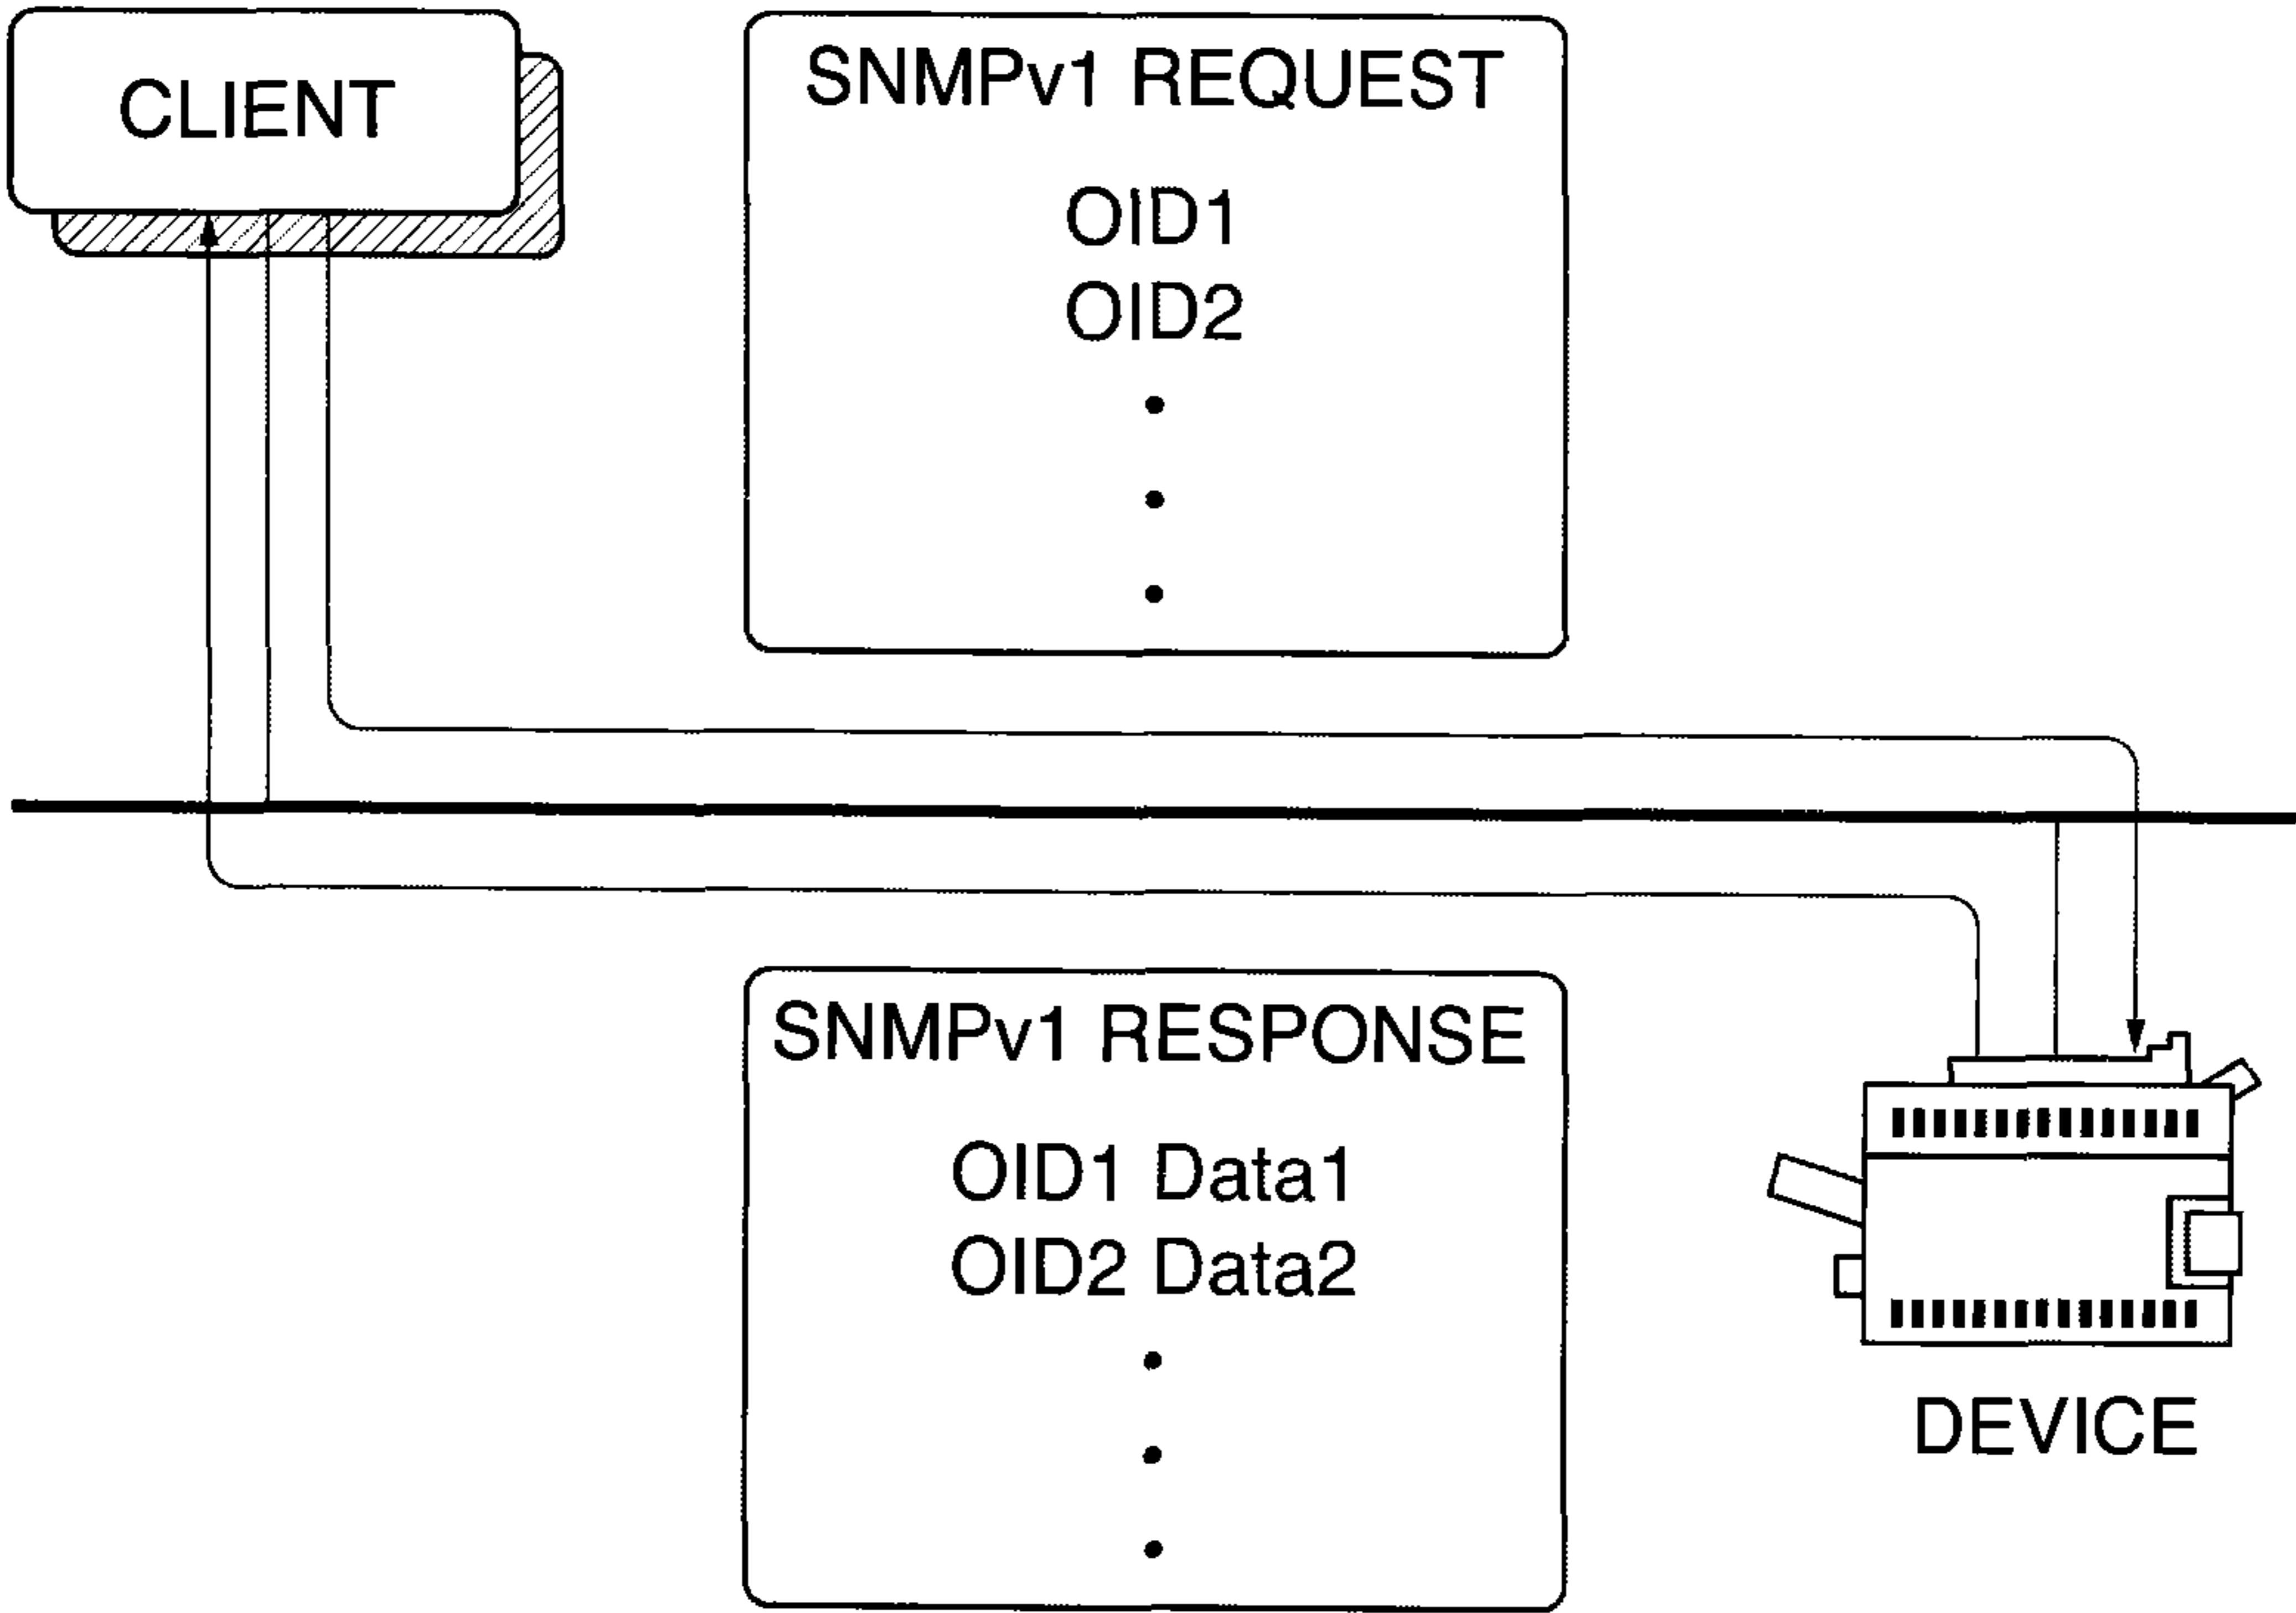 CLIENT
SNMPv1 REQUEST
OID1
OID2
SNMPv1 RESPONSE
OID1 Data1
OID2 Data2
DEVICE